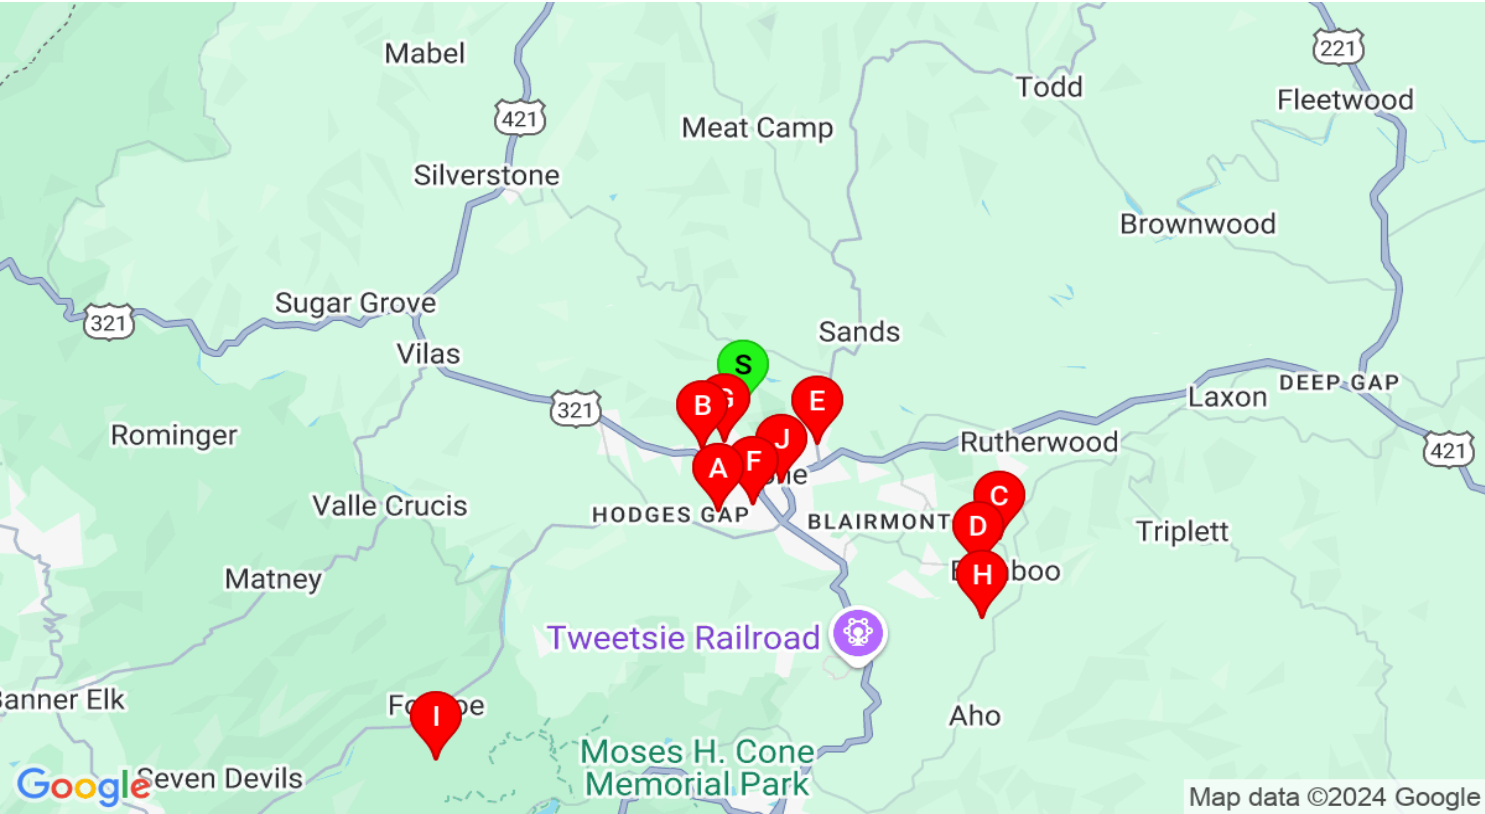 Mabel
221
Todd
Fleetwood
421
Meat Camp
Silverstone
Brownwood
Sugar Grove
321
Sands
Vilas
S
DEEP GAP
Laxon
321
B
G
E
Rominger
J
Rutherwood
421
F
A
Valle Crucis
HODGES GAP
BLAIRMONT
C
D
Triplett
Matney
H
Tweetsie Railroad
Banner Elk
I
Aho
Moses H. Cone
Memorial Park
Seven Devils
Google
Map data ©2024 Google